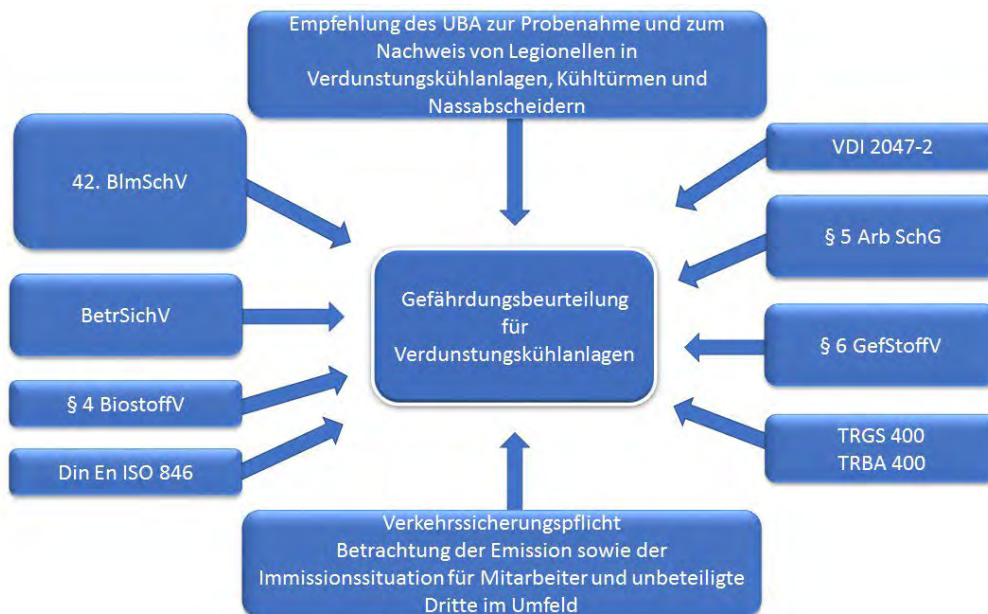 Empfehlung des UBA zur Probenahme und zum
Nachweis von Legionellen in
Verdunstungskühlanlagen, Kühltürmen und
Nassabscheidern
42. BImSchV
BetrSichV
§ 4 BiostoffV
Din En ISO 846
Gefährdungsbeurteilung
für
Verdunstungskühlanlagen
VDI 2047-2
§ 5 Arb SchG
§ 6 GefStoffV
TRGS 400
TRBA 400
Verkehrssicherungspflicht
Betrachtung der Emission sowie der
Immissionssituation für Mitarbeiter und unbeteiligte
Dritte im Umfeld